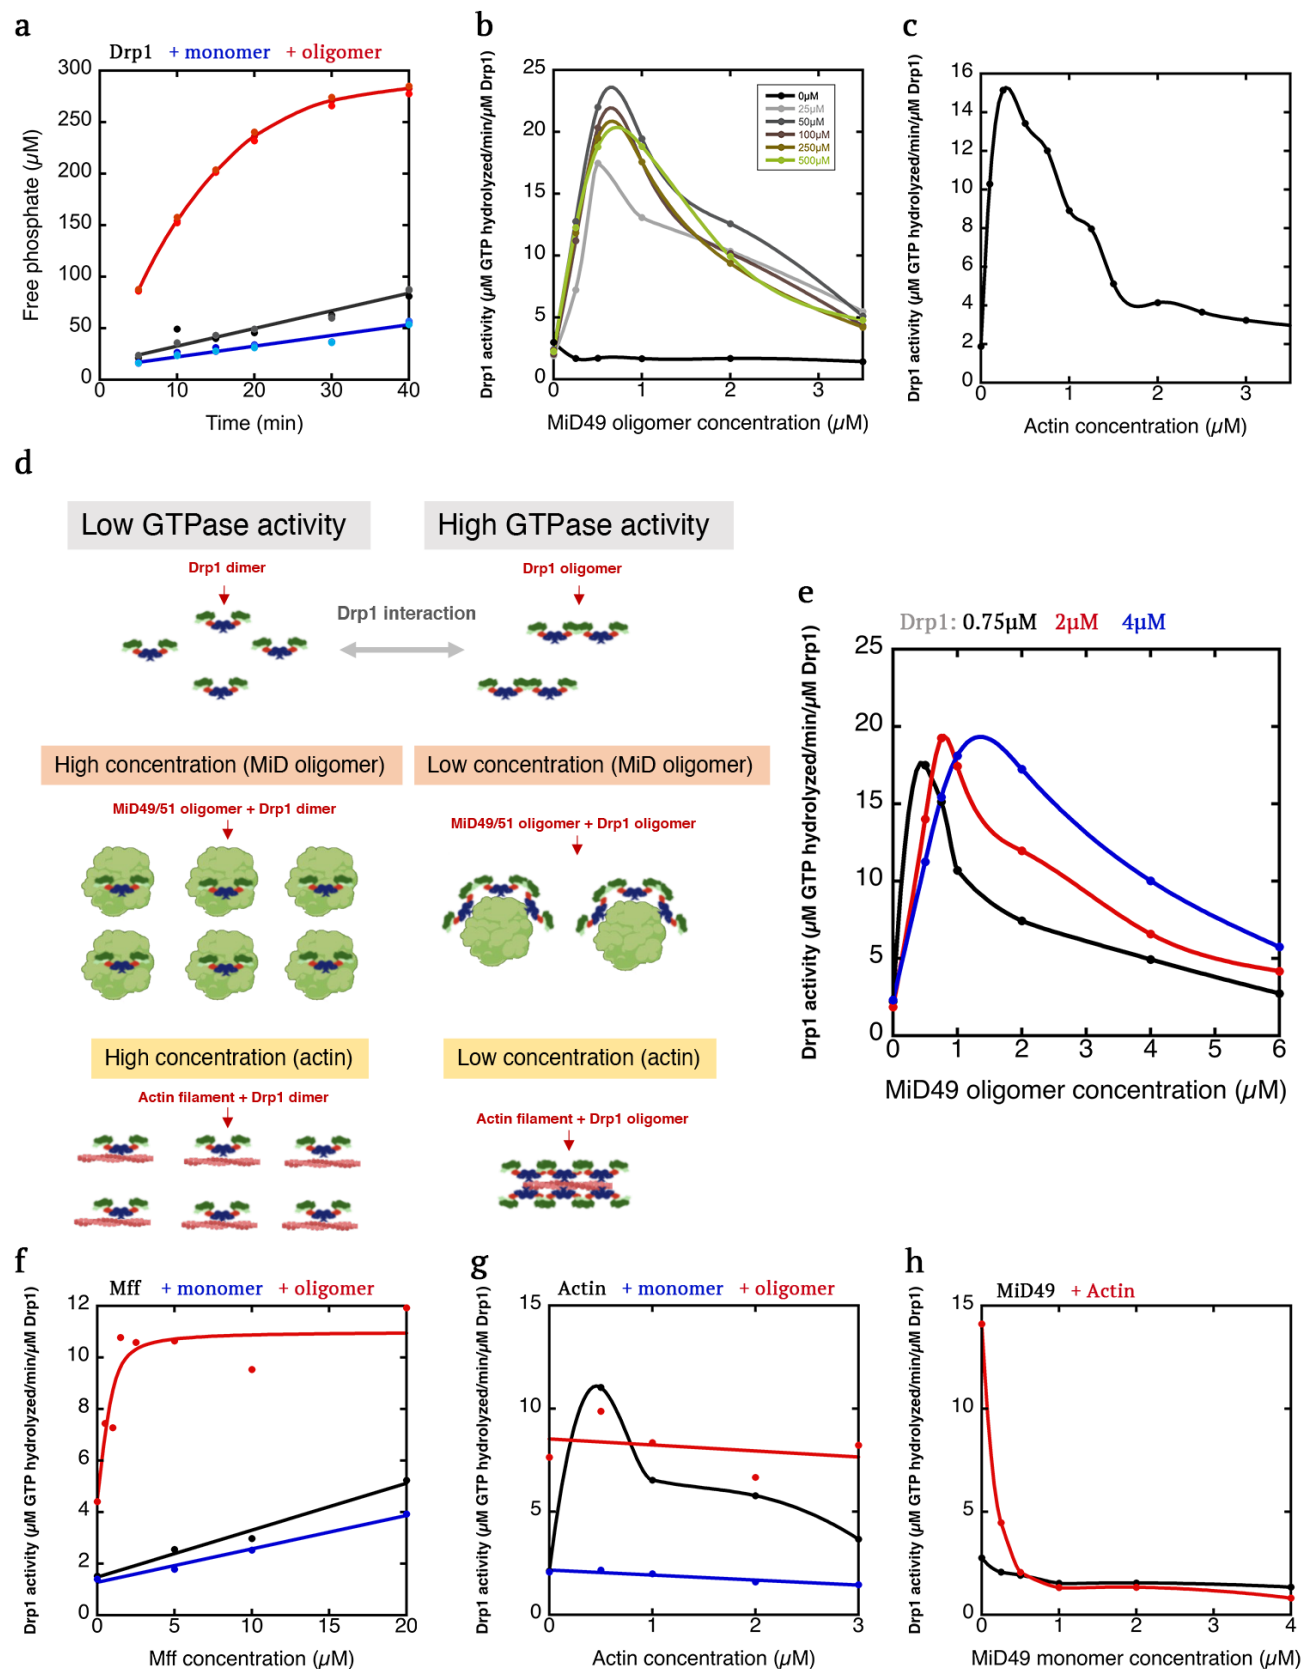 a
Drp1 + monomer + oligomer
300
250
200
150
100
50
0
0 10 20 30 40
Free phosphate (µM)
Time (min)
b
25
20
15
10
5
0
0 1 2 3
Drp1 activity (µM GTP hydrolyzed/min/µM Drp1)
MiD49 oligomer concentration (µM)
0µM
25µM
50µM
100µM
250µM
500µM
c
16
14
12
10
8
6
4
2
0
0 1 2 3
Drp1 activity (µM GTP hydrolyzed/min/µM Drp1)
Actin concentration (µM)
d
Low GTPase activity
High GTPase activity
Drp1 dimer
Drp1 oligomer
Drp1 interaction
High concentration (MiD oligomer)
Low concentration (MiD oligomer)
MiD49/51 oligomer + Drp1 dimer
MiD49/51 oligomer + Drp1 oligomer
High concentration (actin)
Low concentration (actin)
Actin filament + Drp1 dimer
Actin filament + Drp1 oligomer
e
Drp1: 0.75µM 2µM 4µM
25
20
15
10
5
0
0 1 2 3 4 5 6
Drp1 activity (µM GTP hydrolyzed/min/µM Drp1)
MiD49 oligomer concentration (µM)
f
Mff + monomer + oligomer
12
10
8
6
4
2
0
0 5 10 15 20
Drp1 activity (µM GTP hydrolyzed/min/µM Drp1)
Mff concentration (µM)
g
Actin + monomer + oligomer
15
10
5
0
0 1 2 3
Drp1 activity (µM GTP hydrolyzed/min/µM Drp1)
Actin concentration (µM)
h
MiD49 + Actin
15
10
5
0
0 1 2 3 4
Drp1 activity (µM GTP hydrolyzed/min/µM Drp1)
MiD49 monomer concentration (µM)